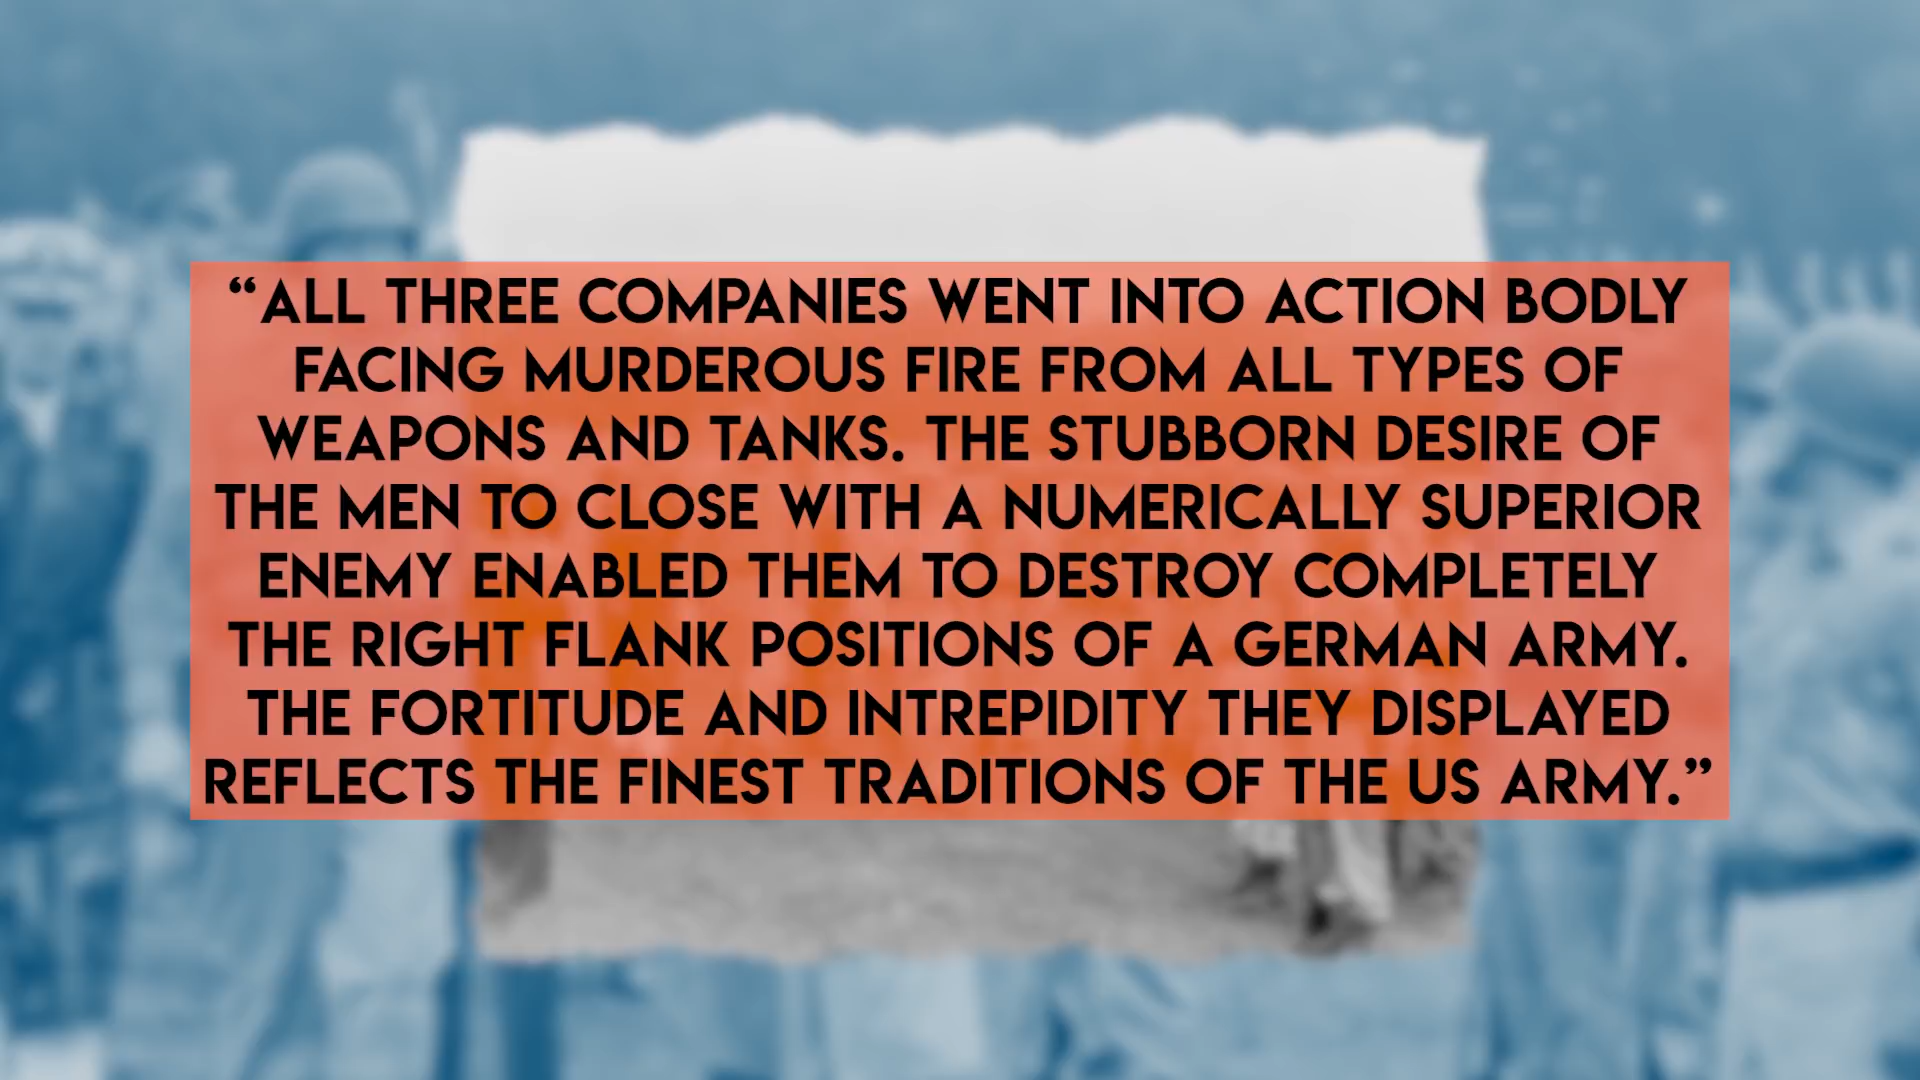 “ALL THREE COMPANIES WENT INTO ACTION BODLY
FACING MURDEROUS FIRE FROM ALL TYPES OF
WEAPONS AND TANKS. THE STUBBORN DESIRE OF
THE MEN TO CLOSE WITH A NUMERICALLY SUPERIOR
ENEMY ENABLED THEM TO DESTROY COMPLETELY
THE RIGHT FLANK POSITIONS OF A GERMAN ARMY.
THE FORTITUDE AND INTREPIDITY THEY DISPLAYED
REFLECTS THE FINEST TRADITIONS OF THE US ARMY.”